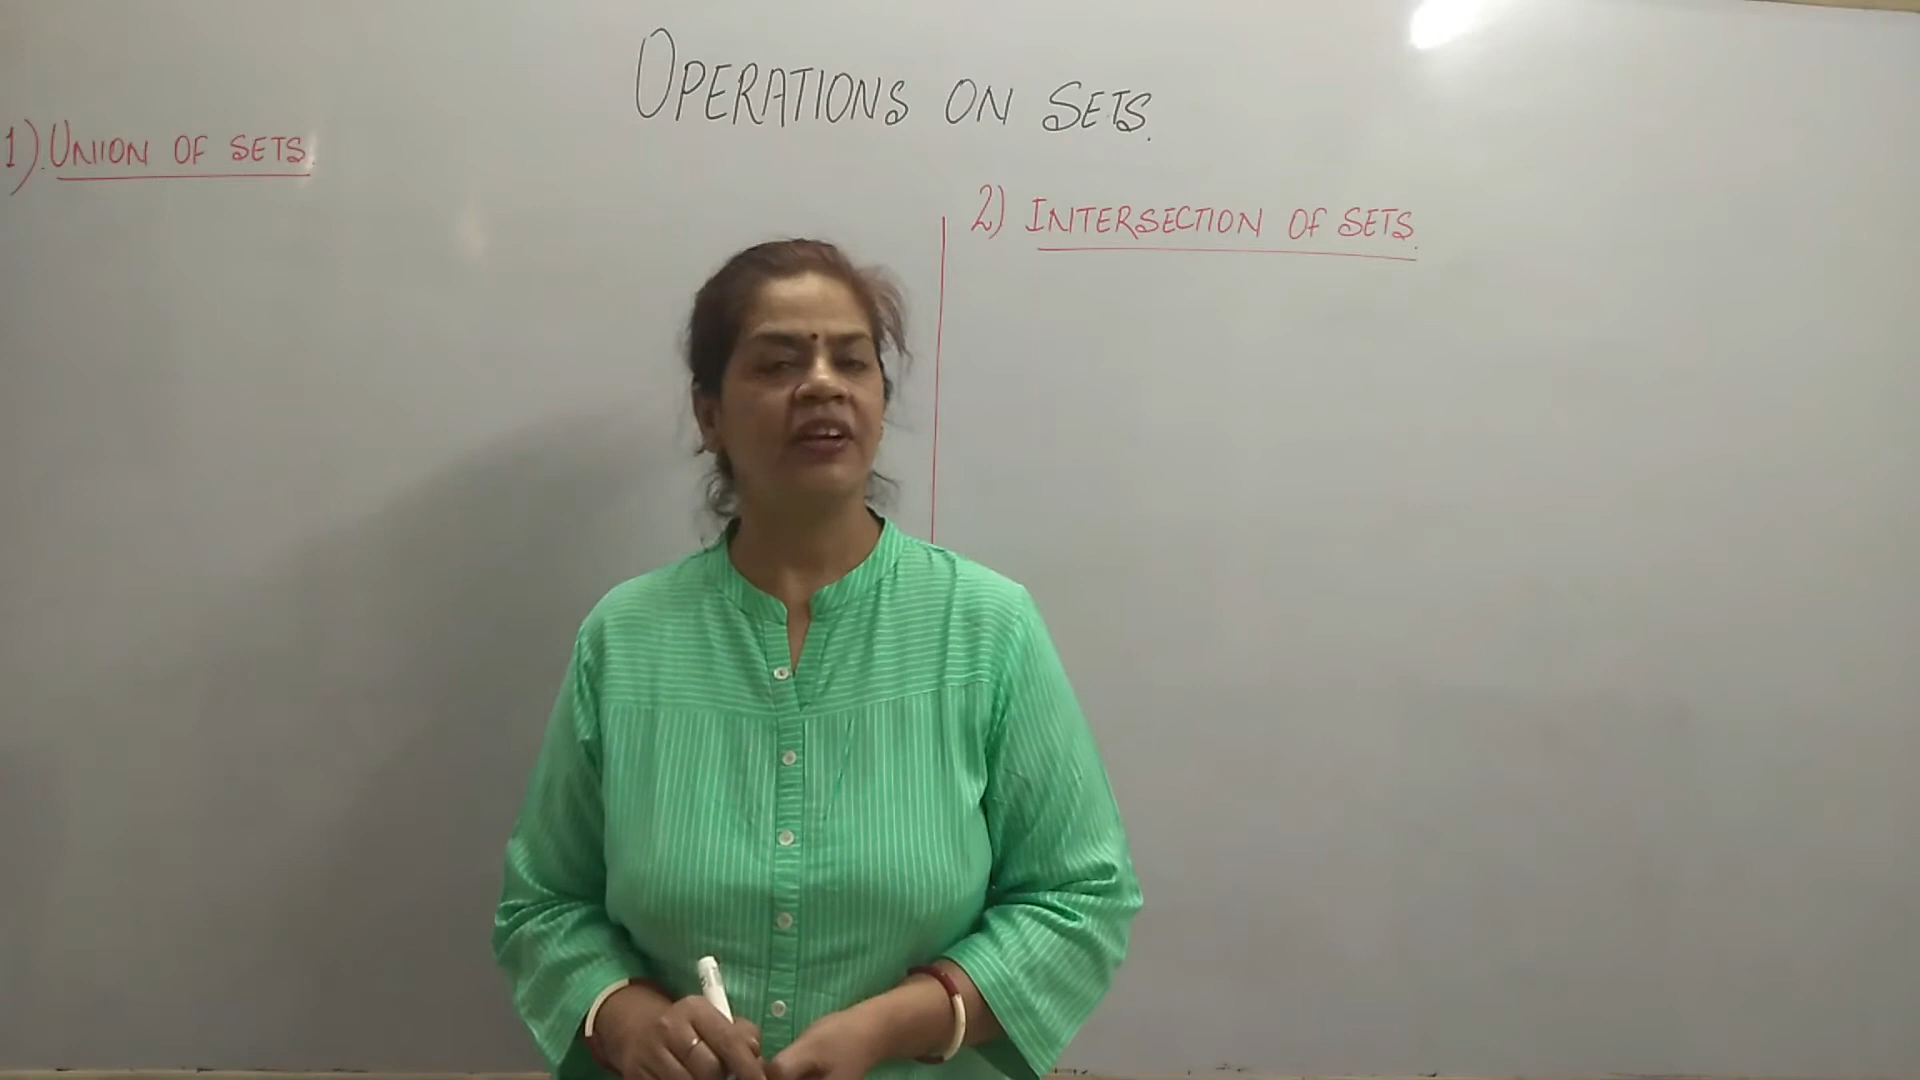 OPERATIONS ON SETS.
1). UNION OF SETS.
2) INTERSECTION OF SETS.